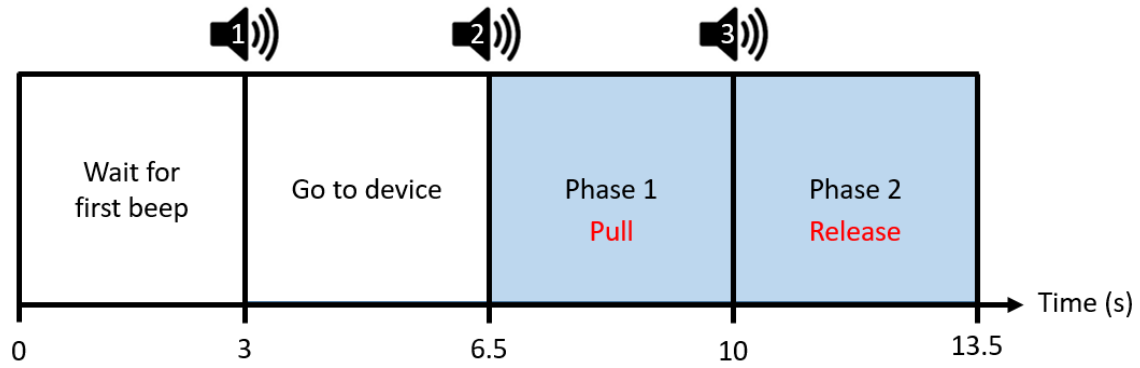 1 2 3
Wait for
first beep
Go to device
Phase 1
Pull
Phase 2
Release
Time (s)
0 3 6.5 10 13.5